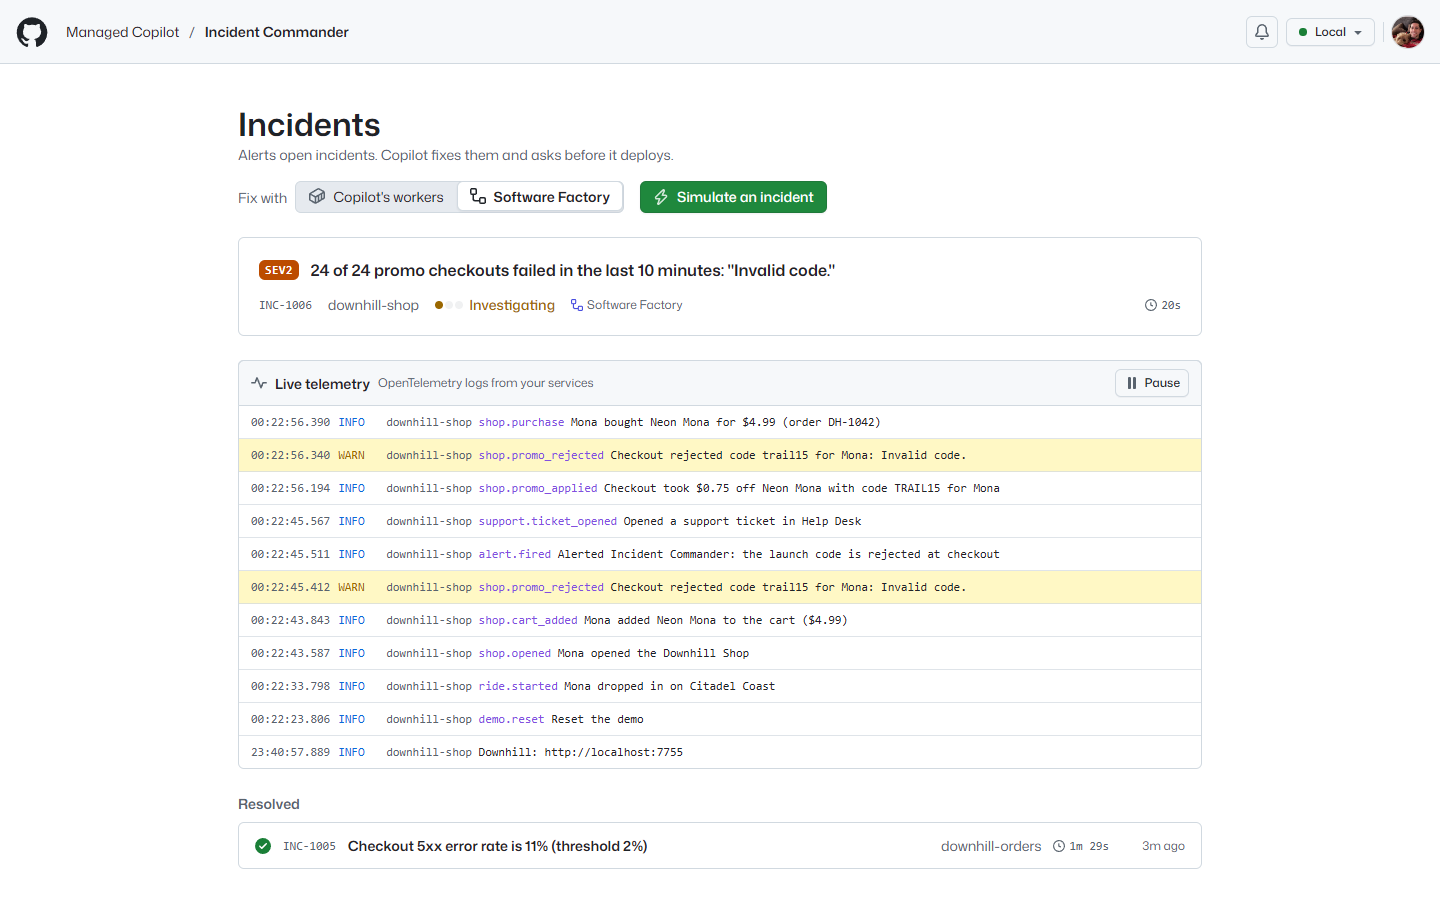 Managed Copilot / Incident Commander
Local
Incidents
Alerts open incidents. Copilot fixes them and asks before it deploys.
Fix with Copilot's workers Software Factory Simulate an incident
SEV2 24 of 24 promo checkouts failed in the last 10 minutes: "Invalid code."
INC-1006 downhill-shop Investigating Software Factory 20s
Live telemetry OpenTelemetry logs from your services Pause
00:22:56.390 INFO downhill-shop shop.purchase Mona bought Neon Mona for $4.99 (order DH-1042)
00:22:56.340 WARN downhill-shop shop.promo_rejected Checkout rejected code trail15 for Mona: Invalid code.
00:22:56.194 INFO downhill-shop shop.promo_applied Checkout took $0.75 off Neon Mona with code TRAIL15 for Mona
00:22:45.567 INFO downhill-shop support.ticket_opened Opened a support ticket in Help Desk
00:22:45.511 INFO downhill-shop alert.fired Alerted Incident Commander: the launch code is rejected at checkout
00:22:45.412 WARN downhill-shop shop.promo_rejected Checkout rejected code trail15 for Mona: Invalid code.
00:22:43.843 INFO downhill-shop shop.cart_added Mona added Neon Mona to the cart ($4.99)
00:22:43.587 INFO downhill-shop shop.opened Mona opened the Downhill Shop
00:22:33.798 INFO downhill-shop ride.started Mona dropped in on Citadel Coast
00:22:23.806 INFO downhill-shop demo.reset Reset the demo
23:40:57.889 INFO downhill-shop Downhill: http://localhost:7755
Resolved
INC-1005 Checkout 5xx error rate is 11% (threshold 2%) downhill-orders 1m 29s 3m ago